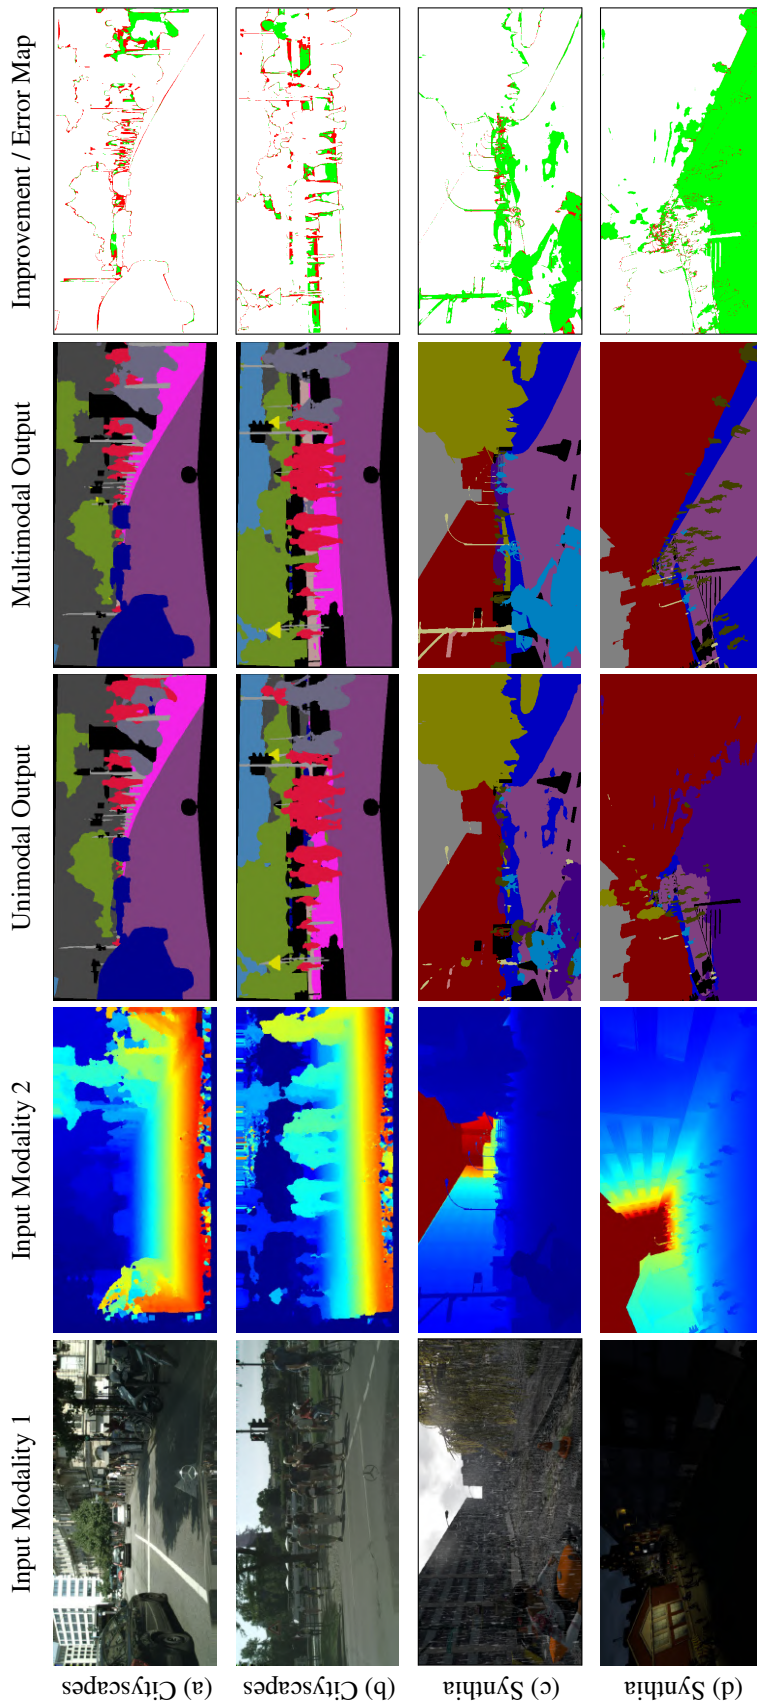 Input Modality 1
Input Modality 2
Unimodal Output
Multimodal Output
Improvement / Error Map
(a) Cityscapes
(b) Cityscapes
(c) Synthia
(d) Synthia